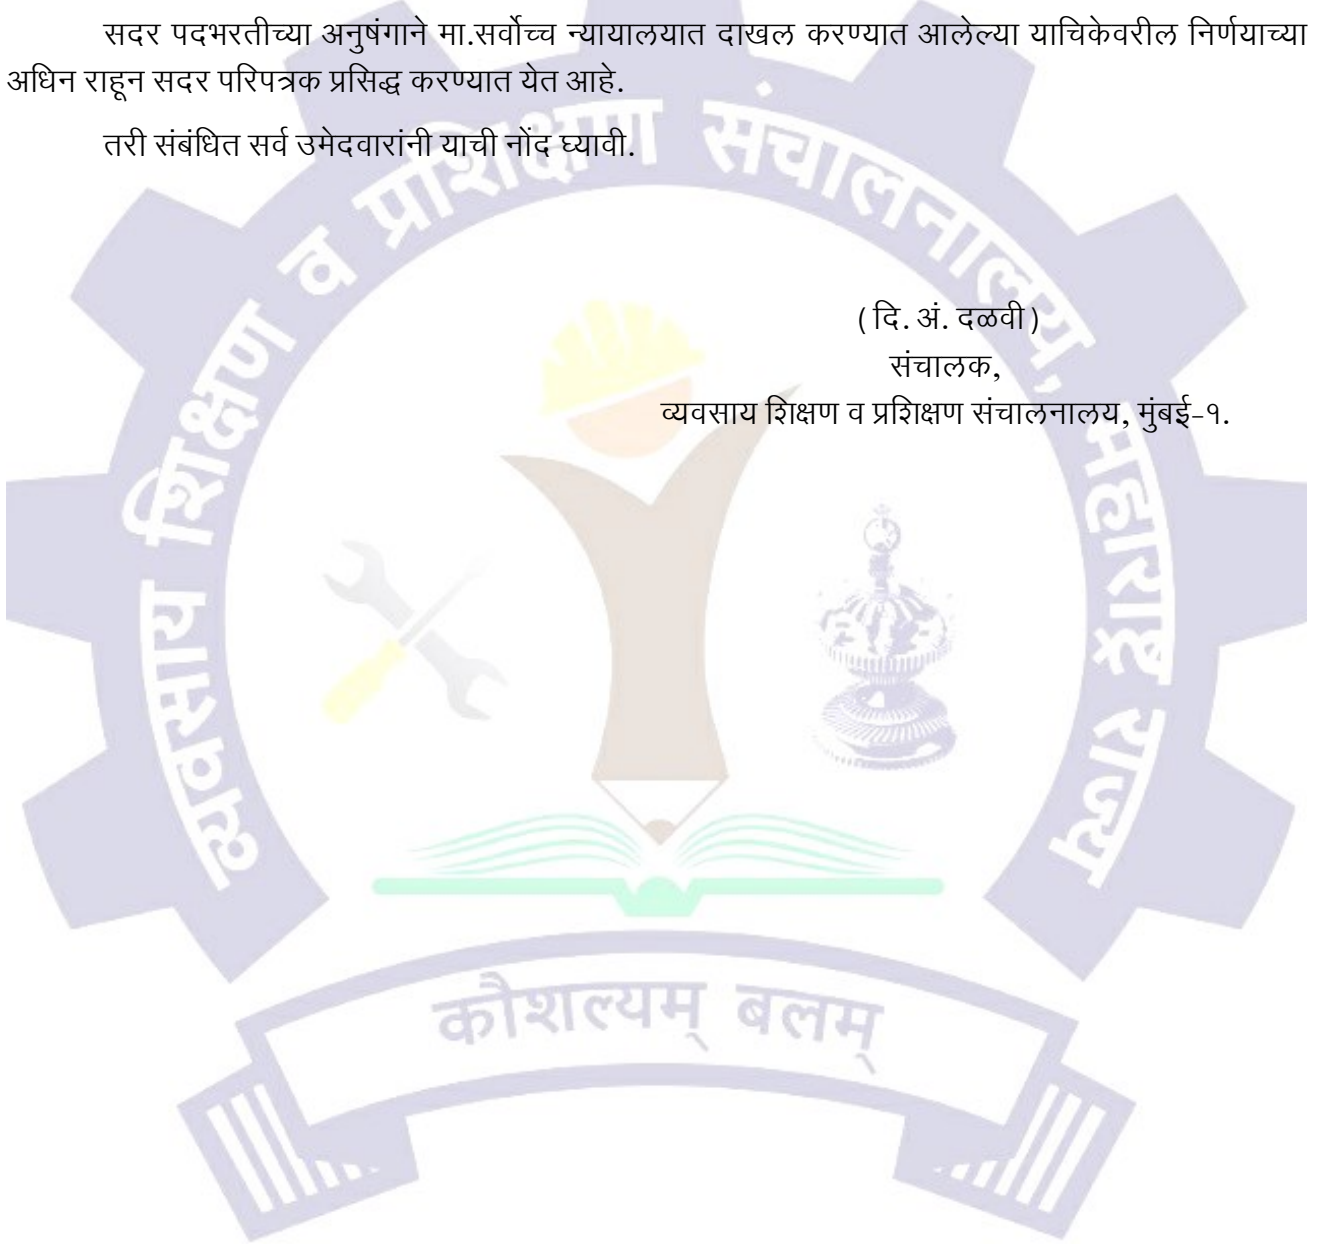 सदर पदभरतीच्या अनुषंगाने मा.सर्वोच्च न्यायालयात दाखल करण्यात आलेल्या याचिकेवरील निर्णयाच्या
अधिन राहून सदर परिपत्रक प्रसिद्ध करण्यात येत आहे.
तरी संबंधित सर्व उमेदवारांनी याची नोंद घ्यावी.
(दि. अं. दळवी)
संचालक,
व्यवसाय शिक्षण व प्रशिक्षण संचालनालय, मुंबई-१.
व्यवसाय शिक्षण व प्रशिक्षण संचालनालय, महाराष्ट्र राज्य
कौशल्यम् बलम्